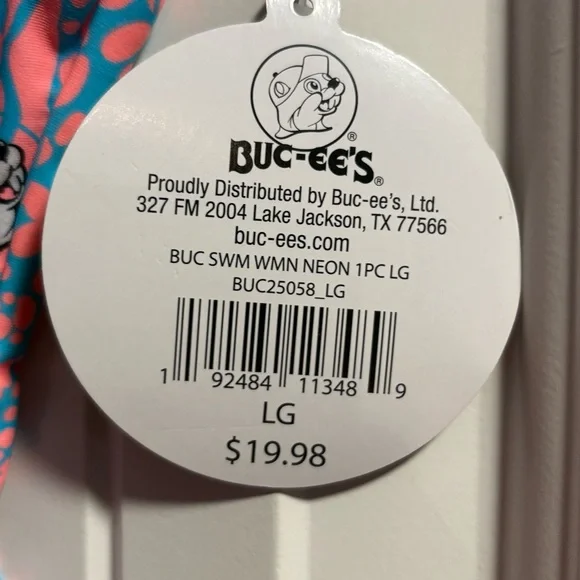 BUC-EE'S®
Proudly Distributed by Buc-ee's, Ltd.
327 FM 2004 Lake Jackson, TX 77566
buc-ees.com
BUC SWM WMN NEON 1PC LG
BUC25058_LG
1 92484 11348 9
LG
$19.98